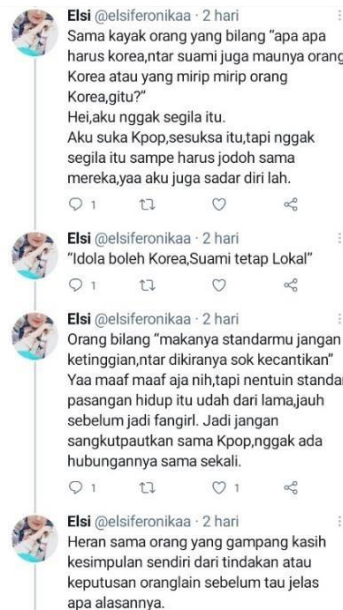 Elsi @elsiferonikaa · 2 hari
Sama kayak orang yang bilang "apa apa
harus korea,ntar suami juga maunya orang
Korea atau yang mirip mirip orang
Korea,gitu?"
Hei,aku nggak segila itu.
Aku suka Kpop,sesuksa itu,tapi nggak
segila itu sampe harus jodoh sama
mereka,yaa aku juga sadar diri lah.
1
Elsi @elsiferonikaa · 2 hari
"Idola boleh Korea,Suami tetap Lokal"
1
Elsi @elsiferonikaa · 2 hari
Orang bilang "makanya standarmu jangan
ketinggian,ntar dikiranya sok kecantikan"
Yaa maaf maaf aja nih,tapi nentuin standar
pasangan hidup itu udah dari lama,jauh
sebelum jadi fangirl. Jadi jangan
sangkutpautkan sama Kpop,nggak ada
hubungannya sama sekali.
1 1
Elsi @elsiferonikaa · 2 hari
Heran sama orang yang gampang kasih
kesimpulan sendiri dari tindakan atau
keputusan oranglain sebelum tau jelas
apa alasannya.